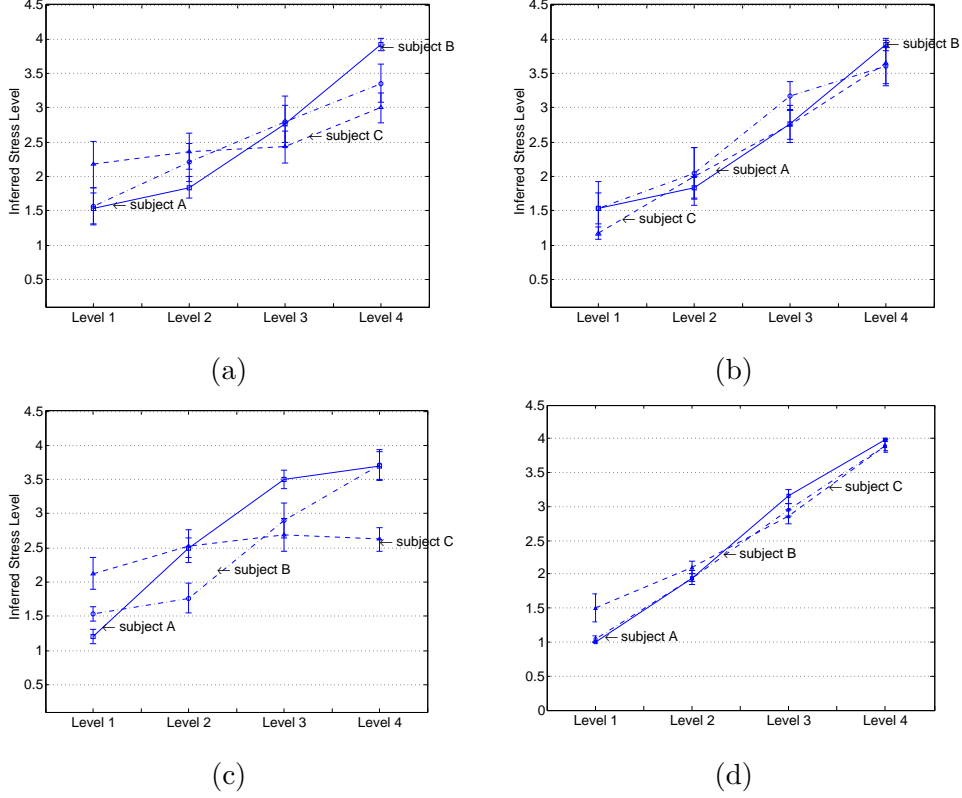 4.5
4
3.5
3
2.5
2
1.5
1
0.5
Inferred Stress Level
Level 1 Level 2 Level 3 Level 4
← subject B
← subject C
← subject A
(a)
4.5
4
3.5
3
2.5
2
1.5
1
0.5
Inferred Stress Level
Level 1 Level 2 Level 3 Level 4
← subject B
← subject A
← subject C
(b)
4.5
4
3.5
3
2.5
2
1.5
1
0.5
Inferred Stress Level
Level 1 Level 2 Level 3 Level 4
← subject C
← subject B
← subject A
(c)
4.5
4
3.5
3
2.5
2
1.5
1
0.5
0
Inferred Stress Level
Level 1 Level 2 Level 3 Level 4
← subject C
← subject B
← subject A
(d)